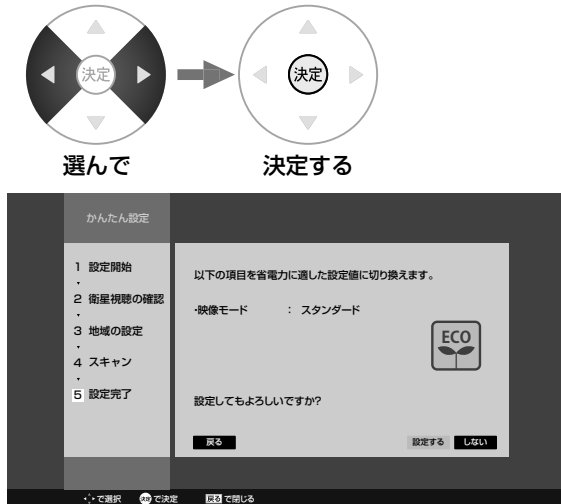 決定
決定
選んで
決定する
かんたん設定
1 設定開始
2 衛星視聴の確認
3 地域の設定
4 スキャン
5 設定完了
以下の項目を省電力に適した設定値に切り換えます。
・映像モード : スタンダード
ECO
設定してもよろしいですか?
戻る
設定する しない
で選択 決定 で決定 戻る で閉じる